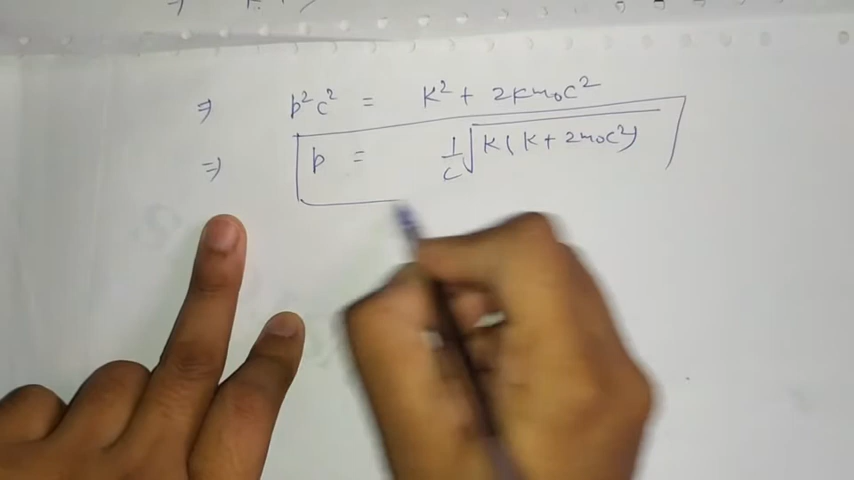 ⇒ p²c² = K² + 2Km₀c²
⇒ p = 1/c √K(K + 2m₀c²)